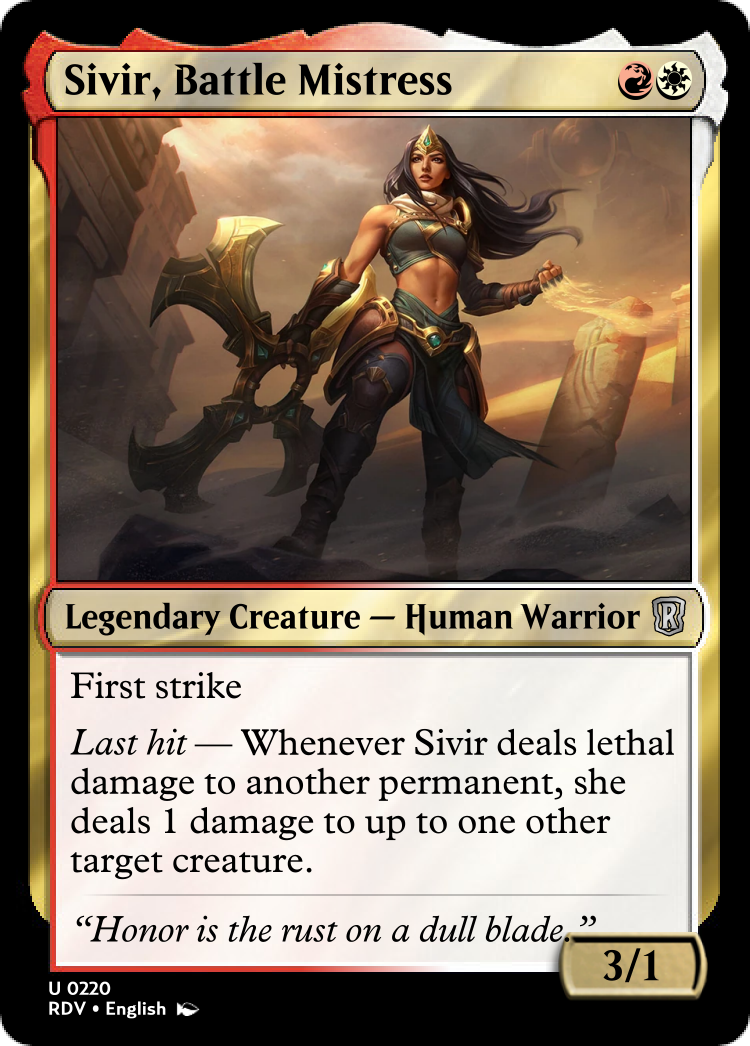 Sivir, Battle Mistress
Legendary Creature — Human Warrior
R
First strike
Last hit — Whenever Sivir deals lethal
damage to another permanent, she
deals 1 damage to up to one other
target creature.
“Honor is the rust on a dull blade.”
3/1
U 0220
RDV • English